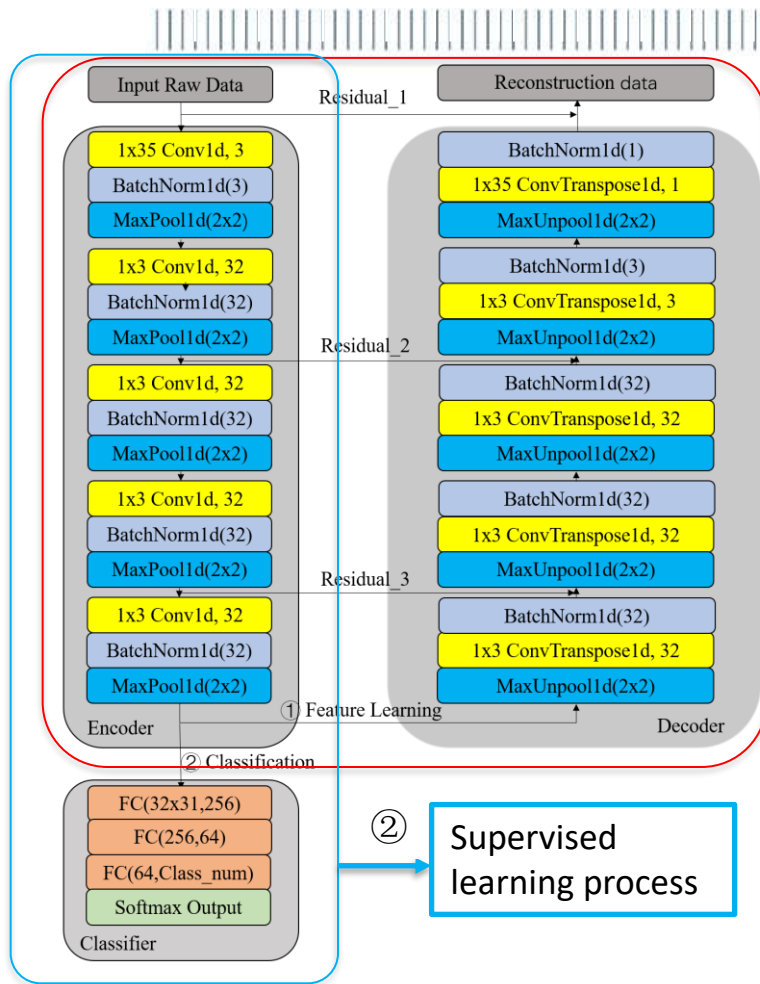 Input Raw Data
Residual_1
Reconstruction data
1x35 Conv1d, 3
BatchNorm1d(3)
MaxPool1d(2x2)
1x3 Conv1d, 32
BatchNorm1d(32)
MaxPool1d(2x2)
Residual_2
1x3 Conv1d, 32
BatchNorm1d(32)
MaxPool1d(2x2)
1x3 Conv1d, 32
BatchNorm1d(32)
MaxPool1d(2x2)
Residual_3
1x3 Conv1d, 32
BatchNorm1d(32)
MaxPool1d(2x2)
Encoder
① Feature Learning
BatchNorm1d(1)
1x35 ConvTranspose1d, 1
MaxUnpool1d(2x2)
BatchNorm1d(3)
1x3 ConvTranspose1d, 3
MaxUnpool1d(2x2)
BatchNorm1d(32)
1x3 ConvTranspose1d, 32
MaxUnpool1d(2x2)
BatchNorm1d(32)
1x3 ConvTranspose1d, 32
MaxUnpool1d(2x2)
BatchNorm1d(32)
1x3 ConvTranspose1d, 32
MaxUnpool1d(2x2)
Decoder
② Classification
FC(32x31,256)
FC(256,64)
FC(64,Class_num)
Softmax Output
Classifier
②
Supervised
learning process